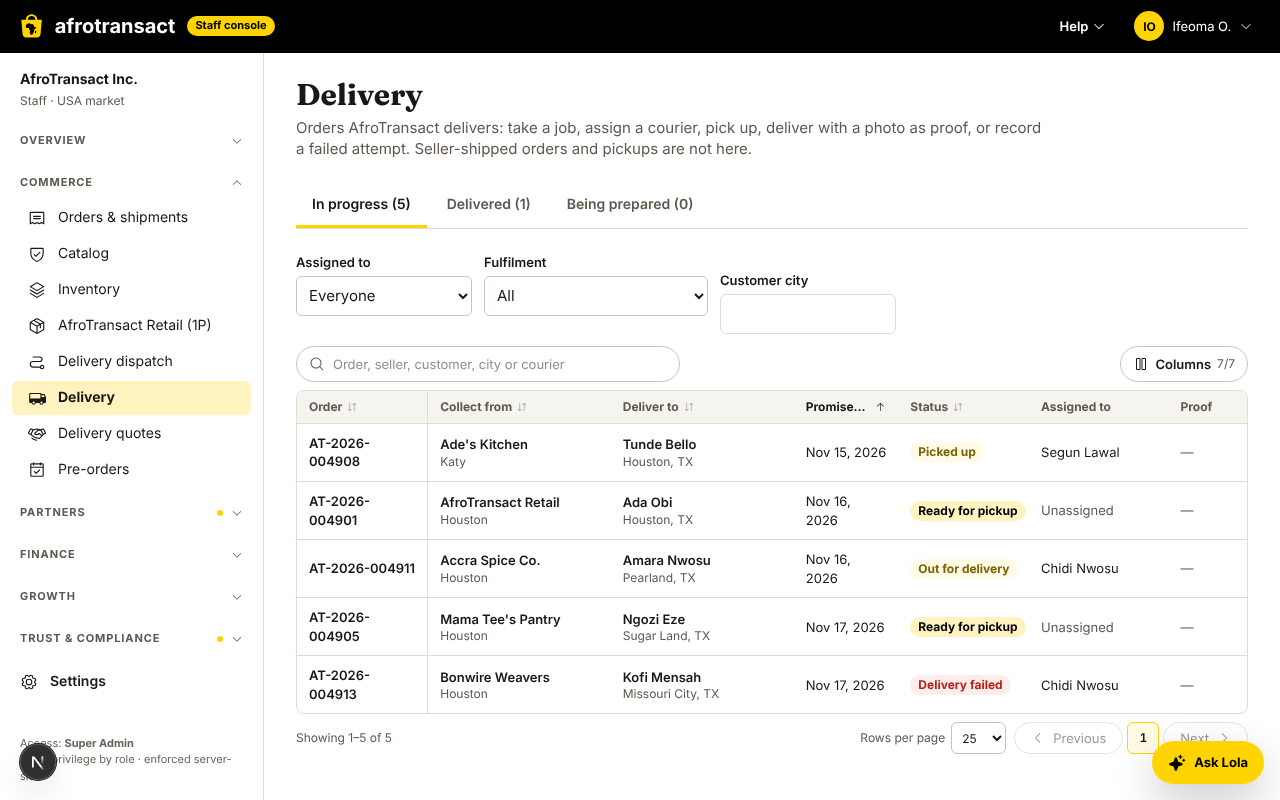 afrotransact Staff console Help IO Ifeoma O.
AfroTransact Inc.
Staff · USA market
OVERVIEW
COMMERCE
Orders & shipments
Catalog
Inventory
AfroTransact Retail (1P)
Delivery dispatch
Delivery
Delivery quotes
Pre-orders
PARTNERS
FINANCE
GROWTH
TRUST & COMPLIANCE
Settings
Access: Super Admin
privilege by role · enforced server-
N
Delivery
Orders AfroTransact delivers: take a job, assign a courier, pick up, deliver with a photo as proof, or record
a failed attempt. Seller-shipped orders and pickups are not here.
In progress (5) Delivered (1) Being prepared (0)
Assigned to Fulfilment
Customer city
Everyone All
Order, seller, customer, city or courier Columns 7/7
Order Collect from Deliver to Promise... Status Assigned to Proof
AT-2026-
004908
Ade's Kitchen
Katy
Tunde Bello
Houston, TX
Nov 15, 2026
Picked up
Segun Lawal
—
AT-2026-
004901
AfroTransact Retail
Houston
Ada Obi
Houston, TX
Nov 16,
2026
Ready for pickup
Unassigned
—
AT-2026-004911
Accra Spice Co.
Houston
Amara Nwosu
Pearland, TX
Nov 16,
2026
Out for delivery
Chidi Nwosu
—
AT-2026-
004905
Mama Tee's Pantry
Houston
Ngozi Eze
Sugar Land, TX
Nov 17, 2026
Ready for pickup
Unassigned
—
AT-2026-
004913
Bonwire Weavers
Houston
Kofi Mensah
Missouri City, TX
Nov 17, 2026
Delivery failed
Chidi Nwosu
—
Showing 1–5 of 5
Rows per page 25 Previous 1 Next
Ask Lola